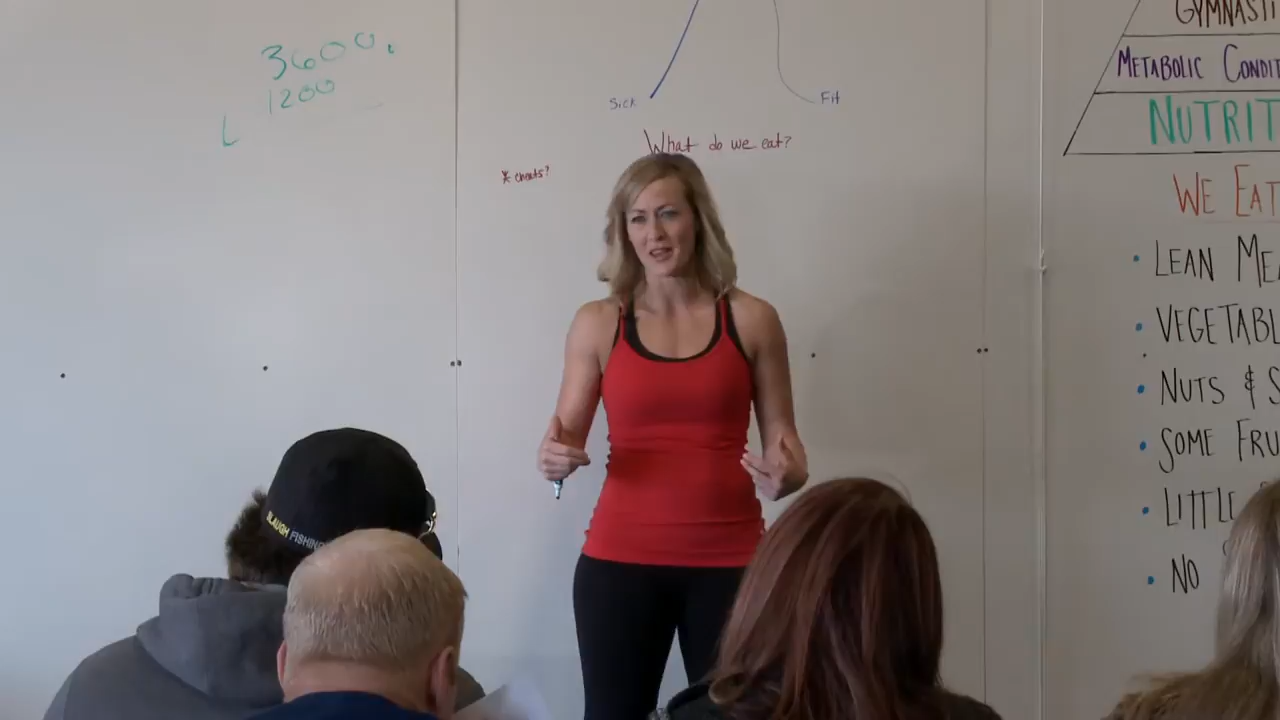 3600.
1200
L
Sick
Fit
What do we eat?
* cheats?
GYMNASTI
METABOLIC CONDIT
NUTRIT
WE EAT
• LEAN MEA
• VEGETABL
• NUTS & S
• SOME FRU
• LITTLE
• NO
FISHING